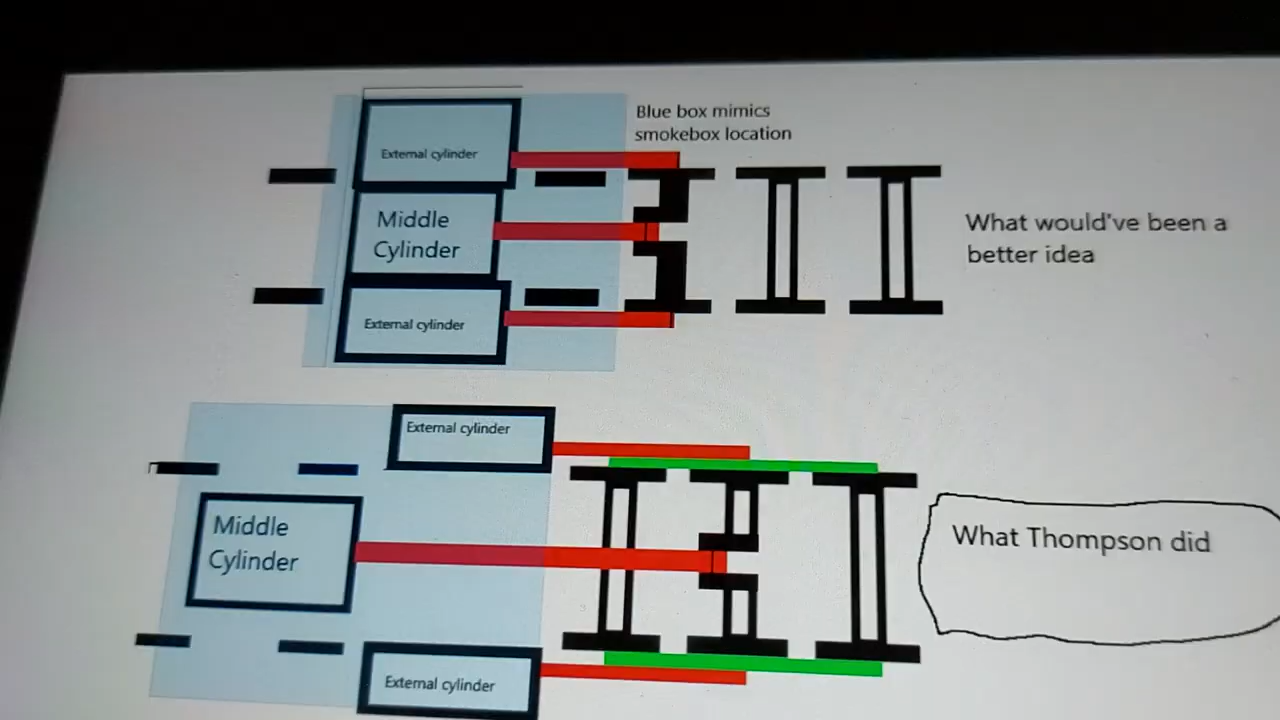 Blue box mimics
smokebox location
External cylinder
Middle
Cylinder
External cylinder
What would've been a
better idea
External cylinder
Middle
Cylinder
What Thompson did
External cylinder